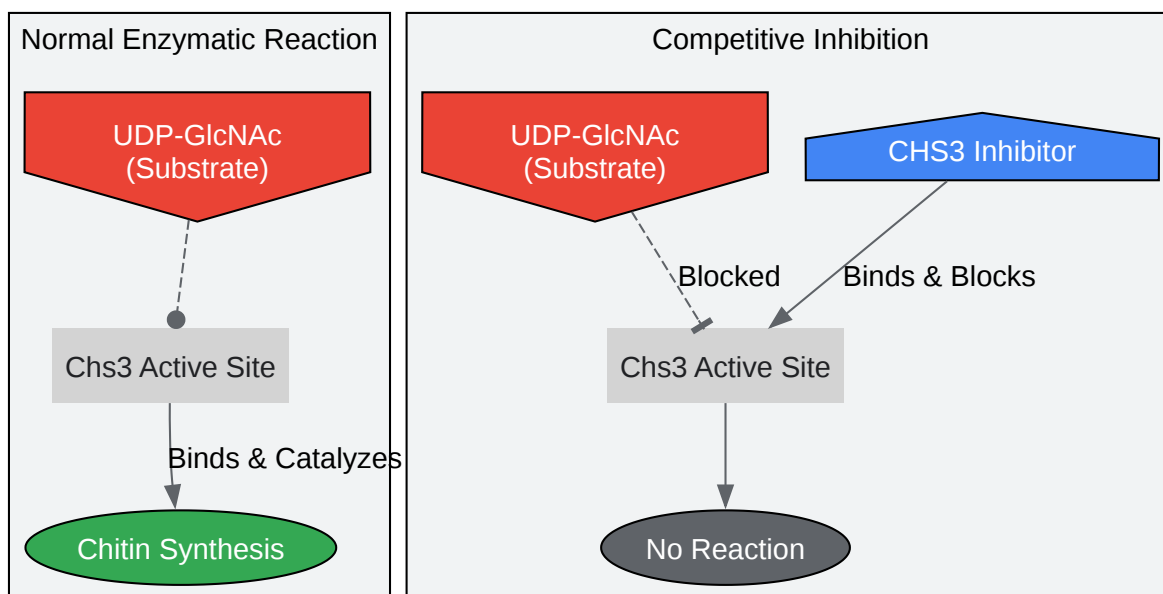 Normal Enzymatic Reaction
UDP-GlcNAc
(Substrate)
Chs3 Active Site
Binds & Catalyzes
Chitin Synthesis
Competitive Inhibition
UDP-GlcNAc
(Substrate)
CHS3 Inhibitor
Blocked
Binds & Blocks
Chs3 Active Site
No Reaction